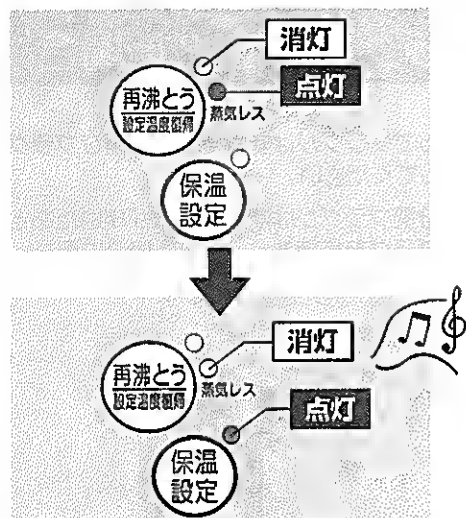 消灯
点灯
再沸とう
設定温度復帰
蒸気レス
保温
設定
消灯
再沸とう
設定温度復帰
蒸気レス
点灯
保温
設定